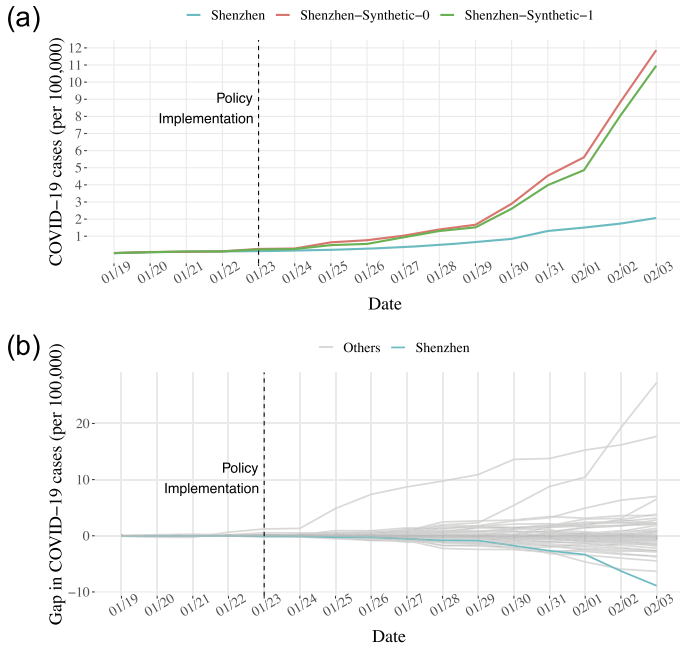 (a)
Shenzhen Shenzhen−Synthetic−0 Shenzhen−Synthetic−1
COVID−19 cases (per 100,000)
12
11
10
9
8
7
6
5
4
3
2
1
Policy
Implementation
01/19 01/20 01/21 01/22 01/23 01/24 01/25 01/26 01/27 01/28 01/29 01/30 01/31 02/01 02/02 02/03
Date
(b)
Others Shenzhen
Gap in COVID−19 cases (per 100,000)
20
10
0
−10
Policy
Implementation
01/19 01/20 01/21 01/22 01/23 01/24 01/25 01/26 01/27 01/28 01/29 01/30 01/31 02/01 02/02 02/03
Date